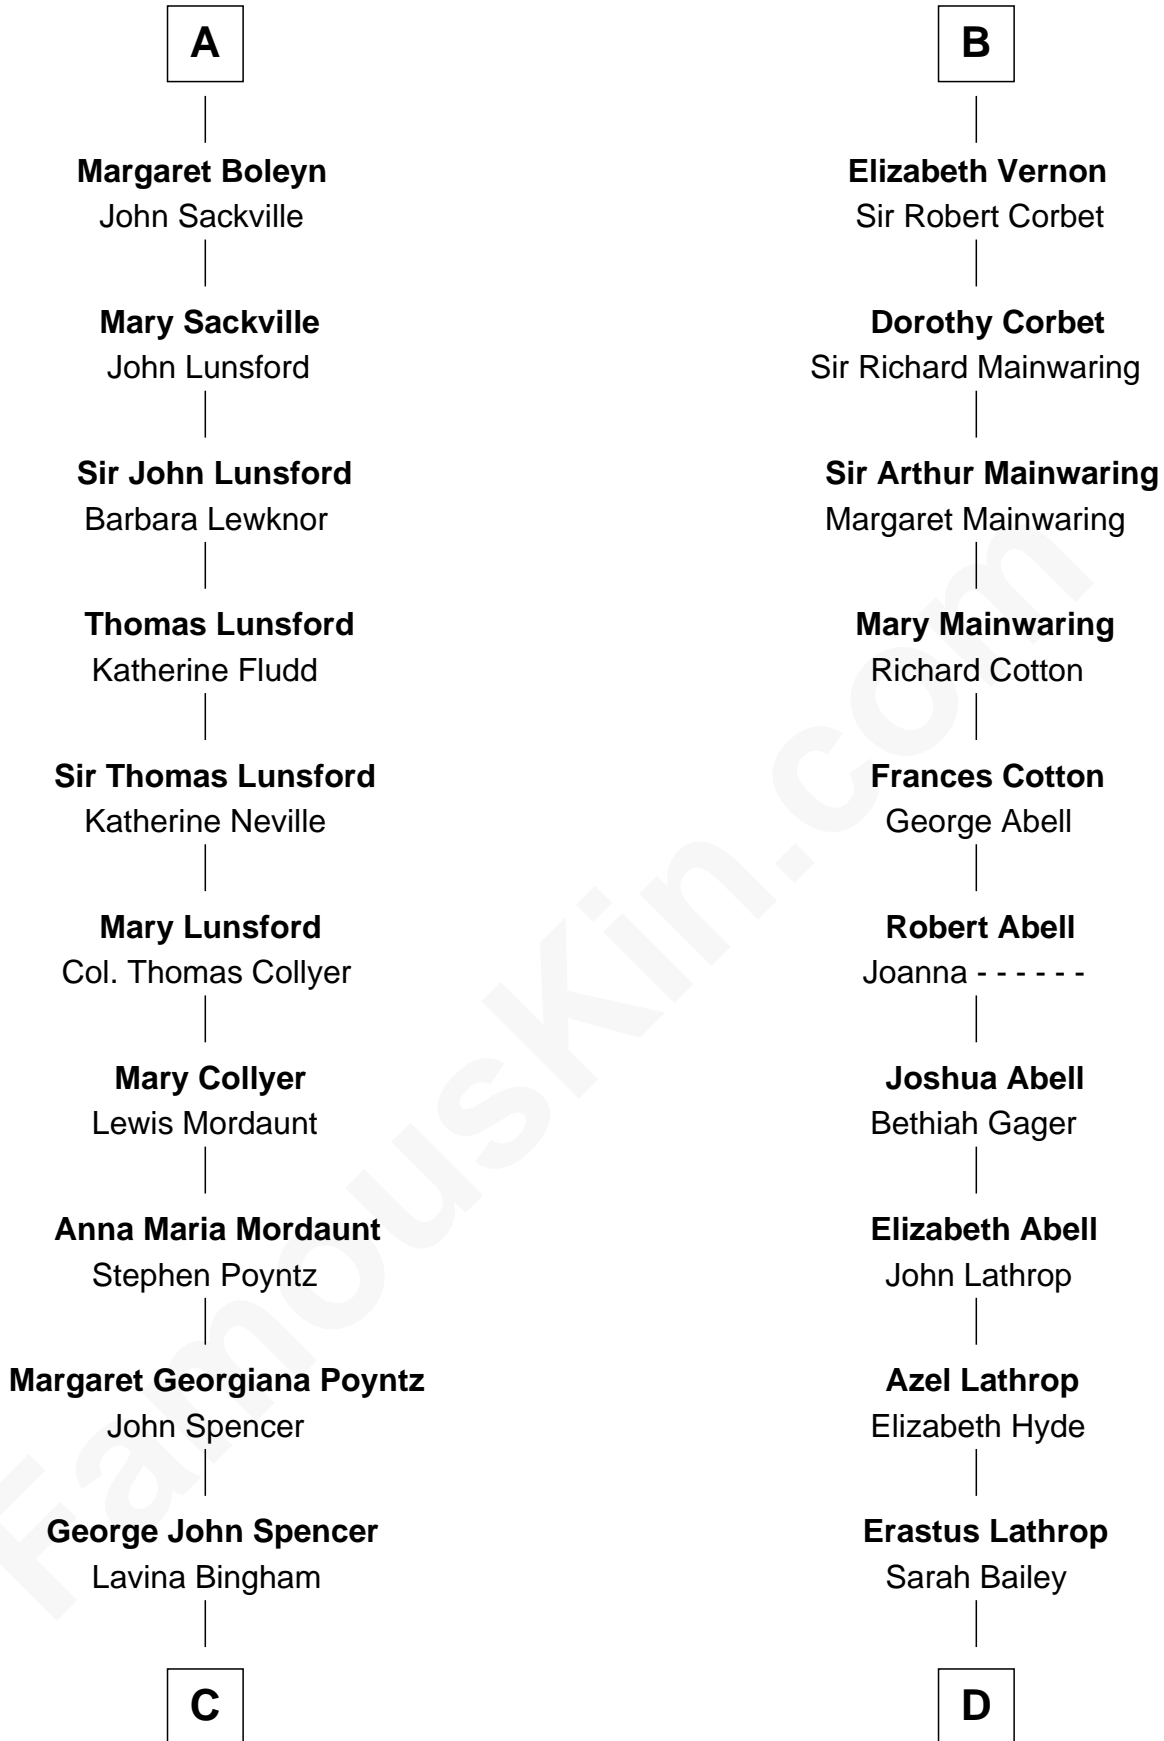 A
Margaret Boleyn
John Sackville
Mary Sackville
John Lunsford
Sir John Lunsford
Barbara Lewknor
Thomas Lunsford
Katherine Fludd
Sir Thomas Lunsford
Katherine Neville
Mary Lunsford
Col. Thomas Collyer
Mary Collyer
Lewis Mordaunt
Anna Maria Mordaunt
Stephen Poyntz
Margaret Georgiana Poyntz
John Spencer
George John Spencer
Lavina Bingham
C
B
Elizabeth Vernon
Sir Robert Corbet
Dorothy Corbet
Sir Richard Mainwaring
Sir Arthur Mainwaring
Margaret Mainwaring
Mary Mainwaring
Richard Cotton
Frances Cotton
George Abell
Robert Abell
Joanna - - - - - -
Joshua Abell
Bethiah Gager
Elizabeth Abell
John Lathrop
Azel Lathrop
Elizabeth Hyde
Erastus Lathrop
Sarah Bailey
D
FamousKin.com